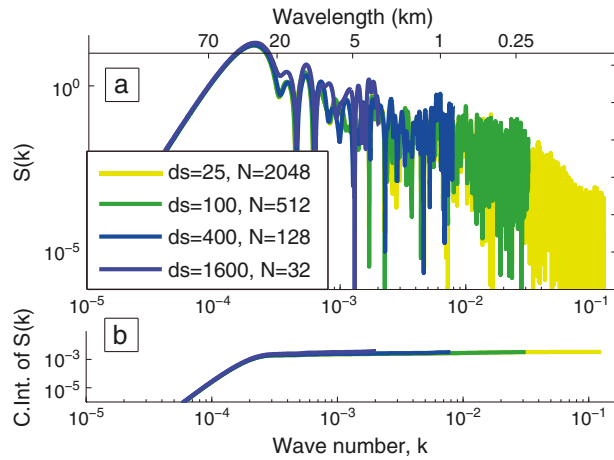 Wavelength (km)
70 20 5 1 0.25
a
S(k)
10^0
10^-5
ds=25, N=2048
ds=100, N=512
ds=400, N=128
ds=1600, N=32
10^-5 10^-4 10^-3 10^-2 10^-1
b
C.Int. of S(k)
10^-3
10^-6
10^-5 10^-4 10^-3 10^-2 10^-1
Wave number, k